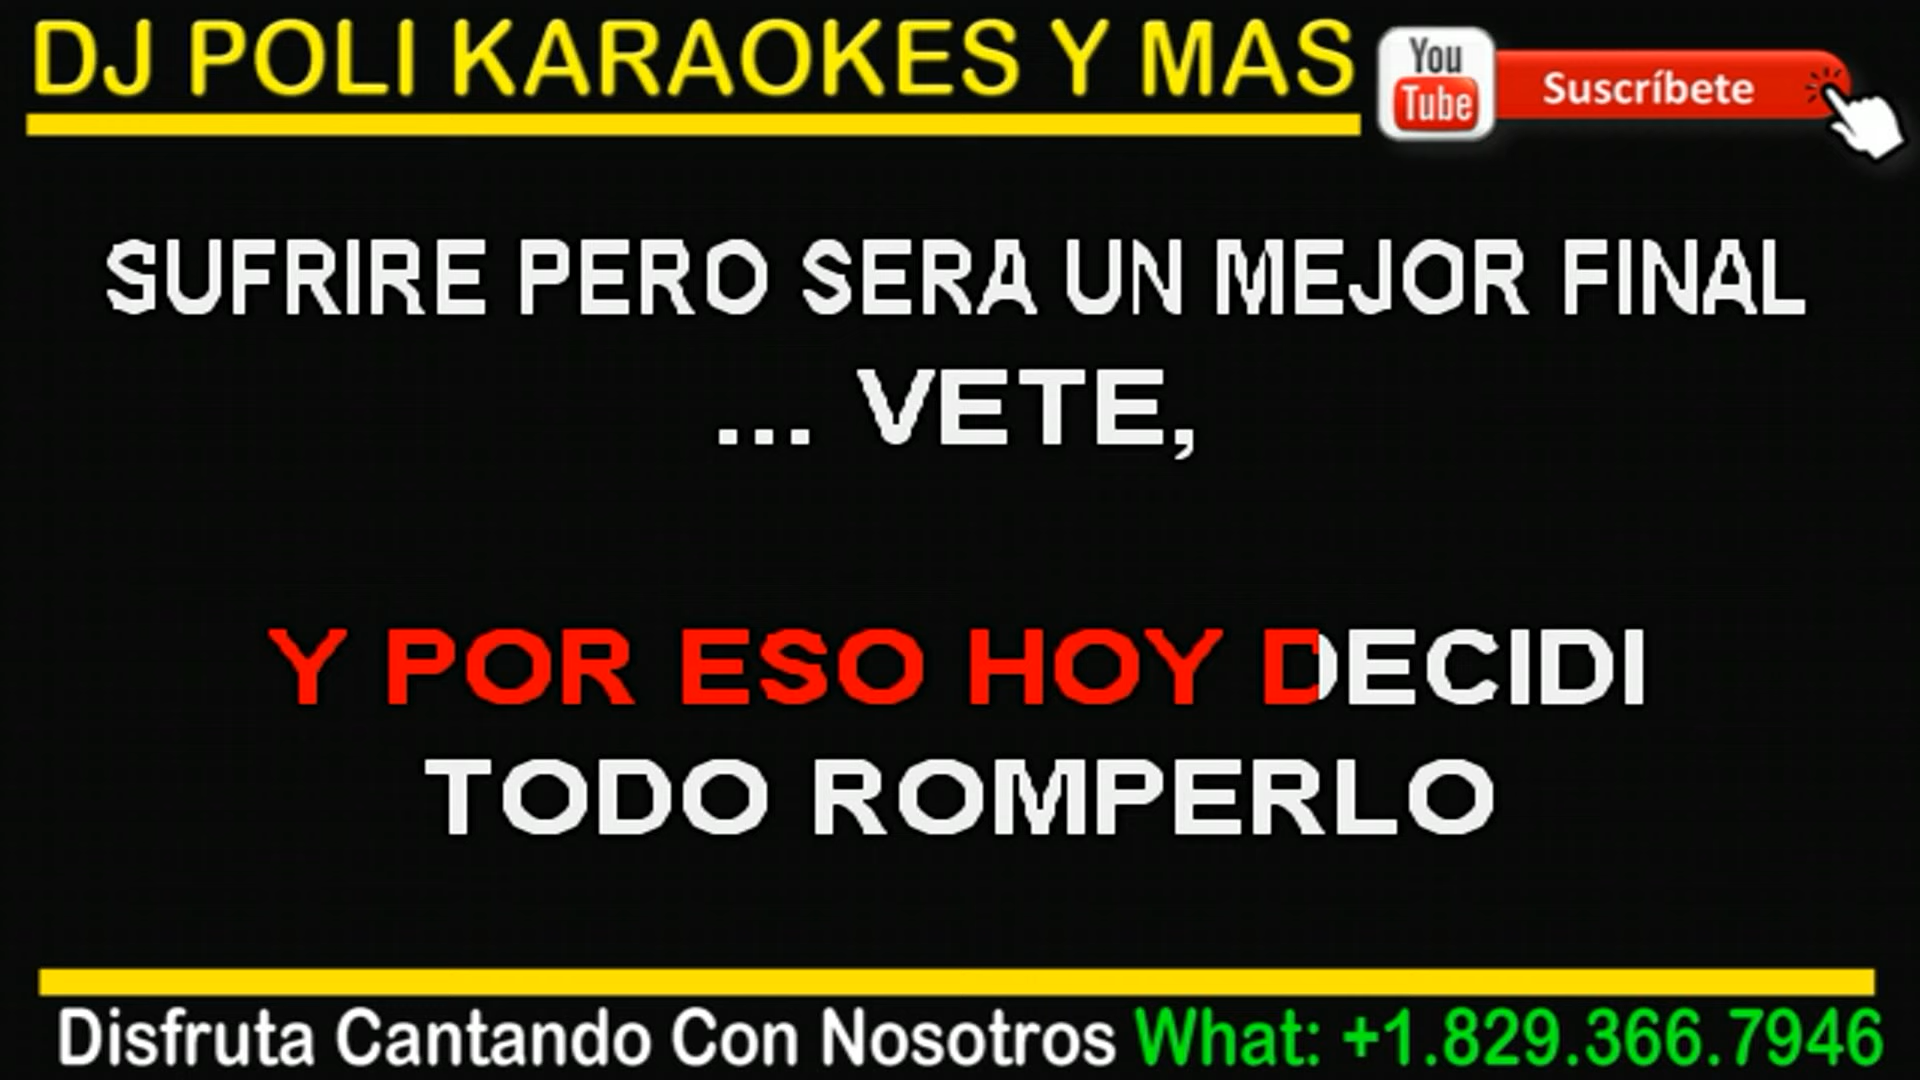 DJ POLI KARAOKES Y MAS
You
Tube
Suscríbete
SUFRIRE PERO SERA UN MEJOR FINAL
... VETE,
Y POR ESO HOY DECIDI
TODO ROMPERLO
Disfruta Cantando Con Nosotros What: +1.829.366.7946